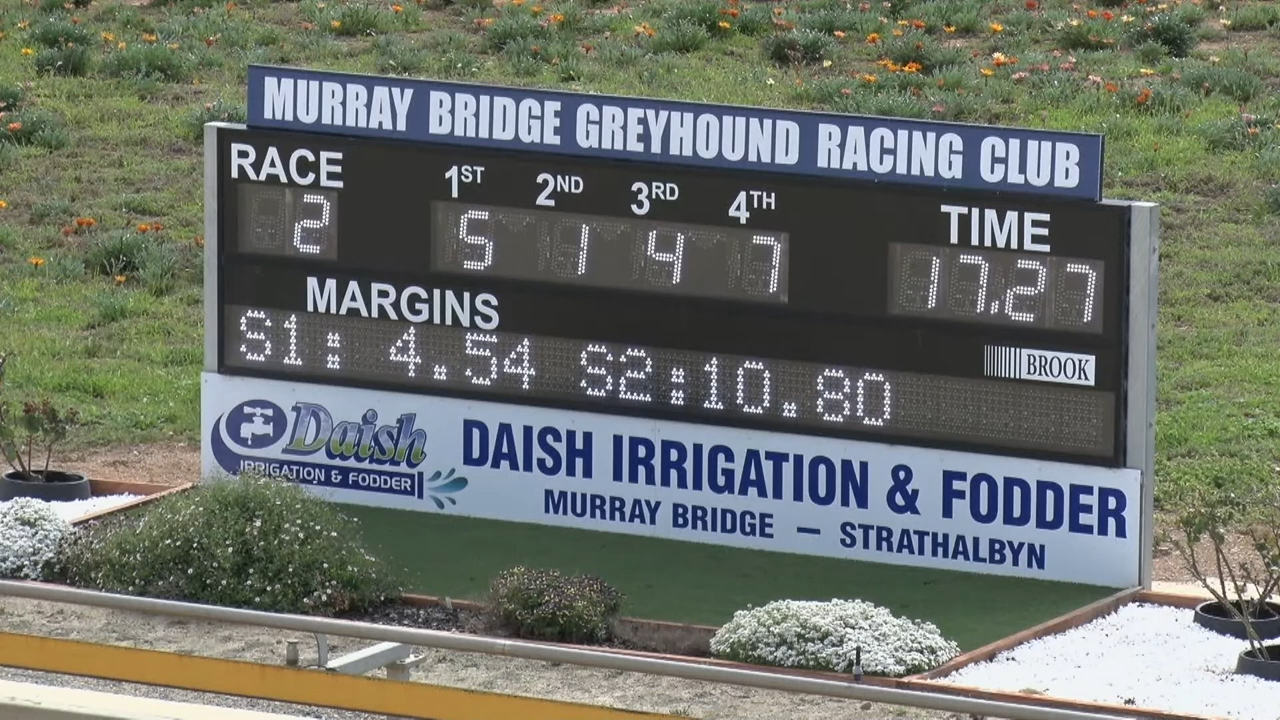 MURRAY BRIDGE GREYHOUND RACING CLUB
RACE 1ST 2ND 3RD 4TH TIME
2 5 1 4 7 17.27
MARGINS
BROOK
S1: 4.54 S2:10.80
Daish
IRRIGATION & FODDER
DAISH IRRIGATION & FODDER
MURRAY BRIDGE – STRATHALBYN